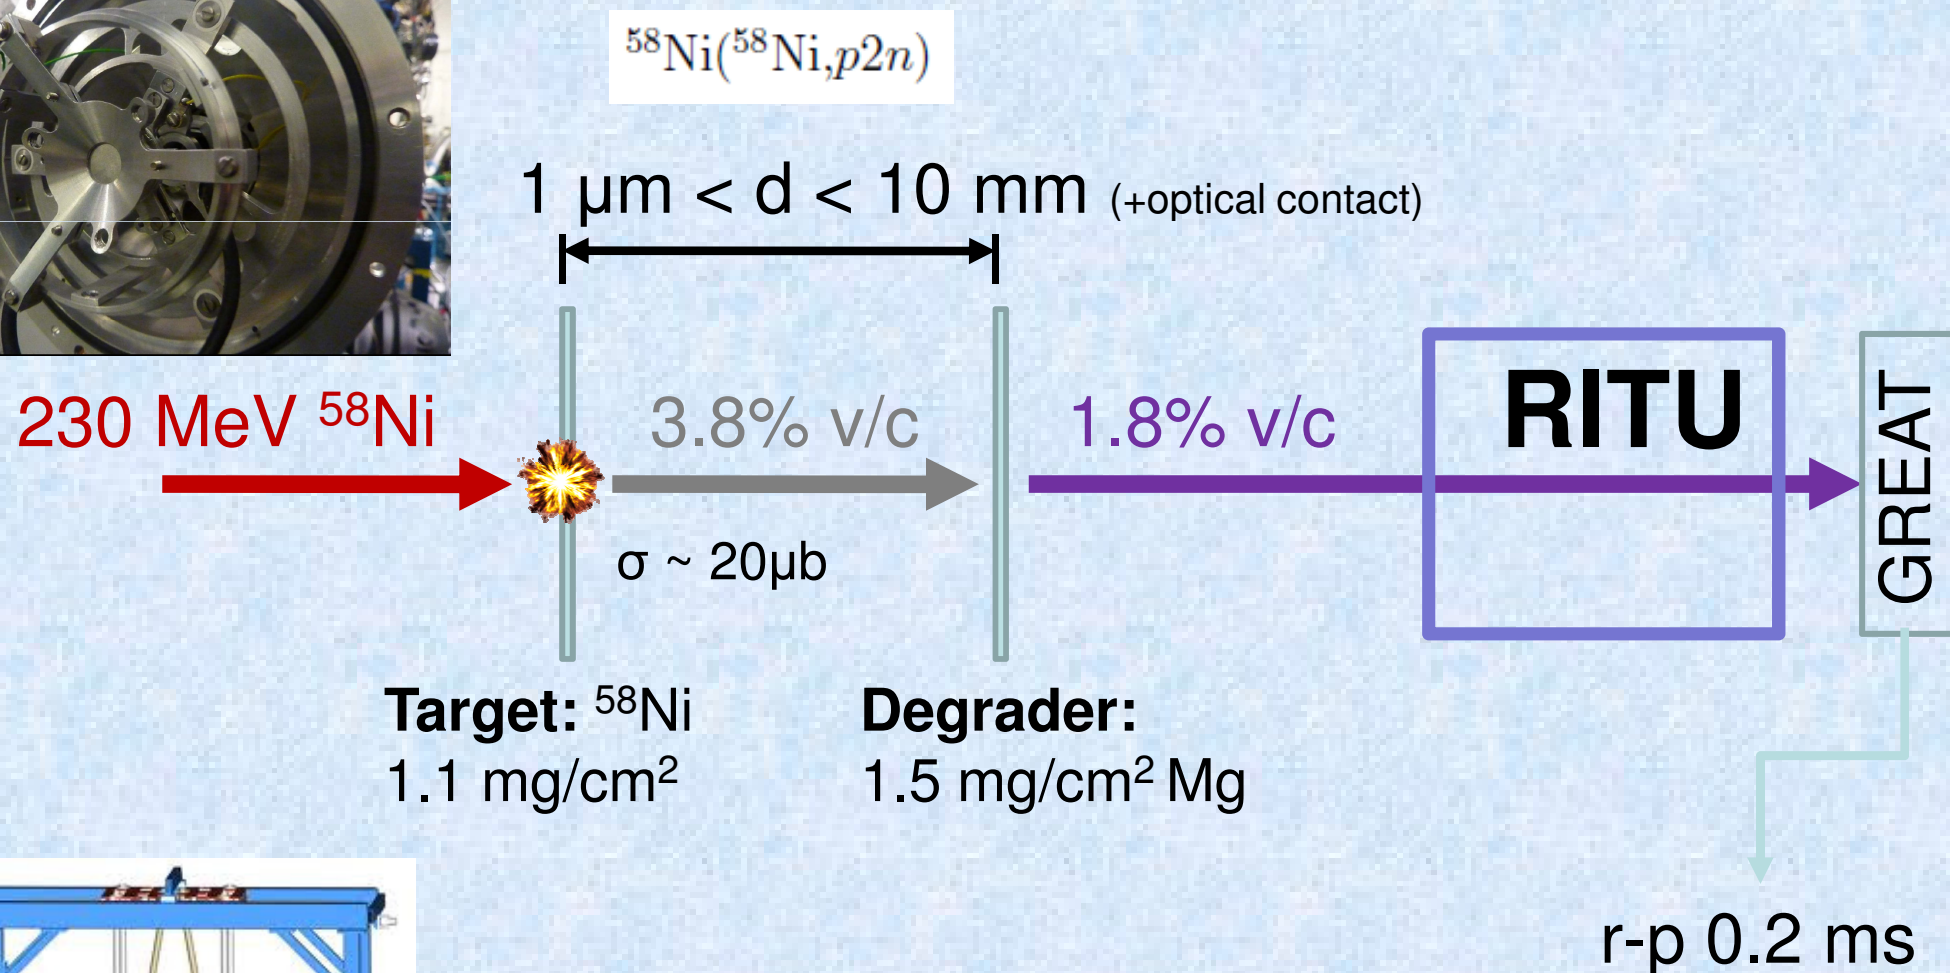 ⁵⁸Ni(⁵⁸Ni,p2n)
1 μm < d < 10 mm (+optical contact)
230 MeV ⁵⁸Ni
3.8% v/c
1.8% v/c
RITU
GREAT
σ ~ 20μb
Target: ⁵⁸Ni
1.1 mg/cm²
Degrader:
1.5 mg/cm² Mg
r-p 0.2 ms